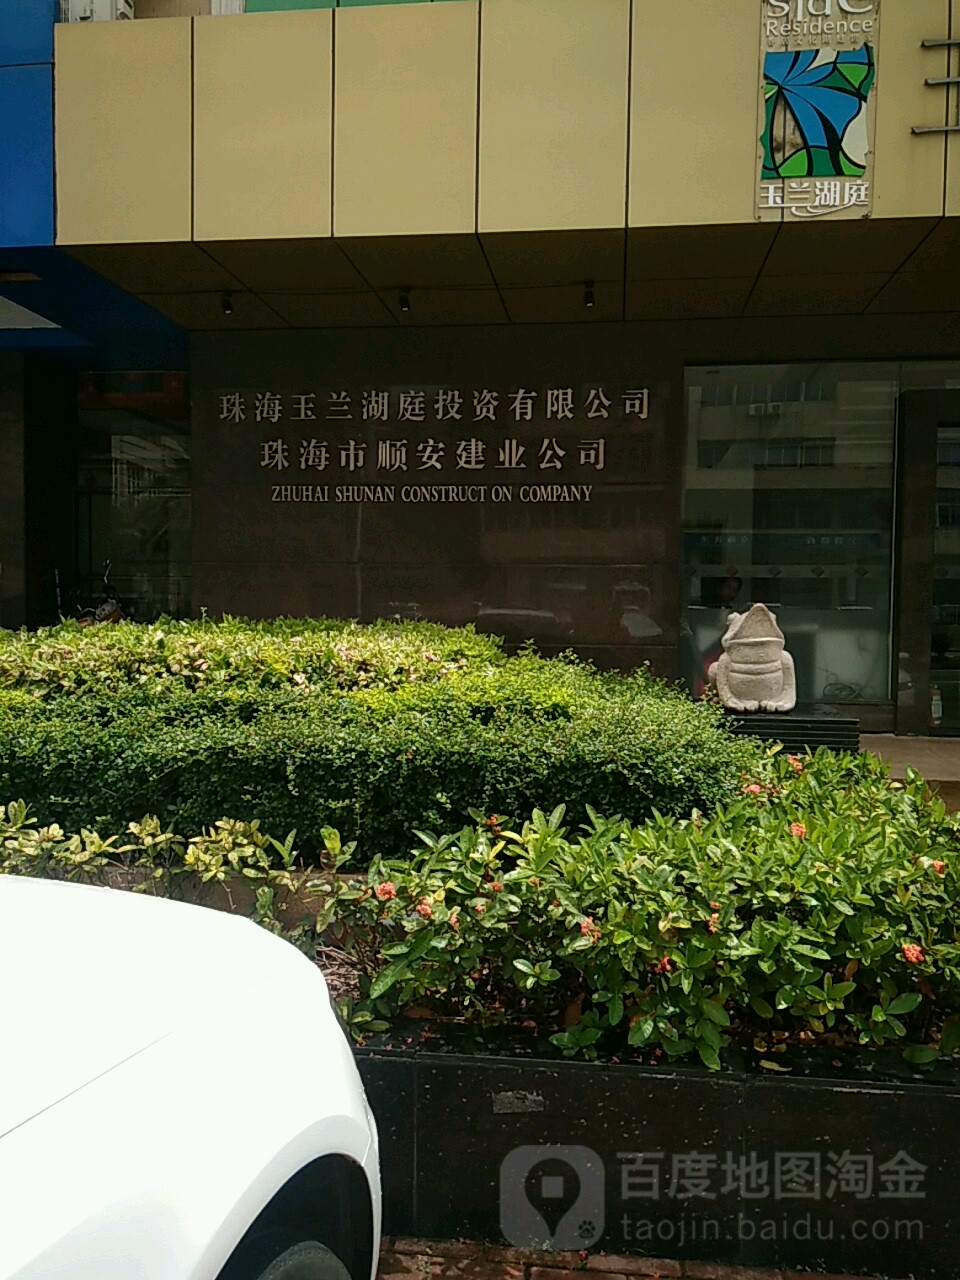 Residence
玉兰湖庭
珠海玉兰湖庭投资有限公司
珠海市顺安建业公司
ZHUHAI SHUNAN CONSTRUCT ON COMPANY
百度地图淘金
taojin.baidu.com